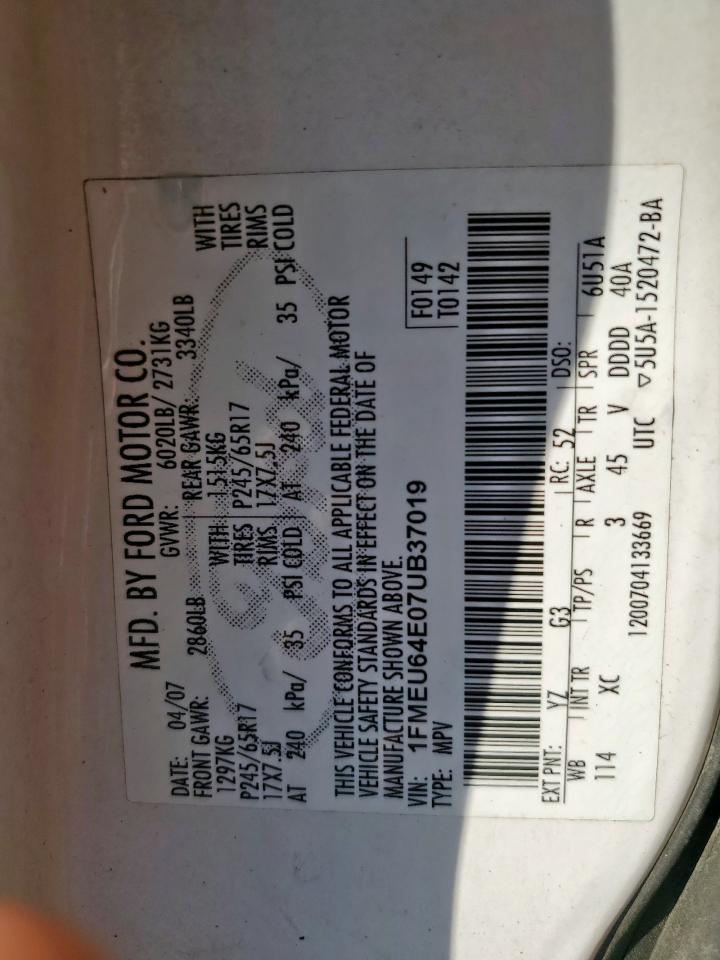 MFD. BY FORD MOTOR CO.
DATE: 04/07 GVWR: 6020LB/ 2731KG
FRONT GAWR: 2860LB REAR GAWR: 3340LB
1297KG WITH 1515KG WITH
P245/65R17 TIRES P245/65R17 TIRES
17X7.5J RIMS 17X7.5J RIMS
AT 240 kPa/ 35 PSI COLD AT 240 kPa/ 35 PSI COLD
THIS VEHICLE CONFORMS TO ALL APPLICABLE FEDERAL MOTOR
VEHICLE SAFETY STANDARDS IN EFFECT ON THE DATE OF
MANUFACTURE SHOWN ABOVE.
VIN: 1FMEU64E07UB37019 F0149
TYPE: MPV T0142
EXT PNT: YZ G3 RC: 52 DSO:
WB INT TR TP/PS R AXLE TR SPR 6U51A
114 XC 3 45 V DDDD 40A
1200704133669 UTC ▽5U5A-1520472-BA
Ford